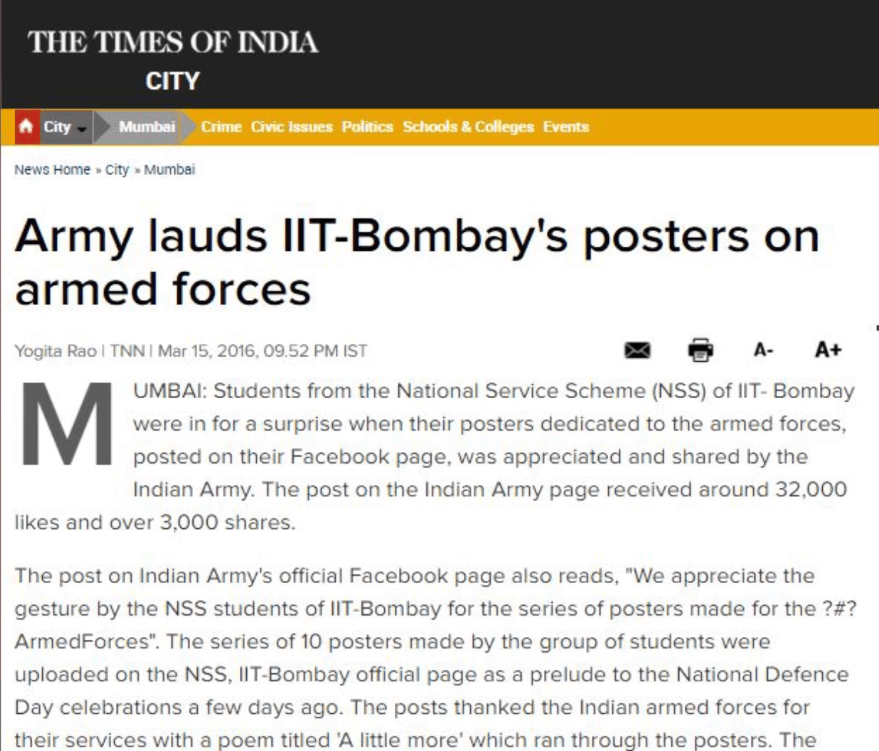 THE TIMES OF INDIA
CITY
City Mumbai Crime Civic Issues Politics Schools & Colleges Events
News Home » City » Mumbai
Army lauds IIT-Bombay's posters on
armed forces
Yogita Rao | TNN | Mar 15, 2016, 09.52 PM IST
A- A+
MUMBAI: Students from the National Service Scheme (NSS) of IIT- Bombay
were in for a surprise when their posters dedicated to the armed forces,
posted on their Facebook page, was appreciated and shared by the
Indian Army. The post on the Indian Army page received around 32,000
likes and over 3,000 shares.
The post on Indian Army's official Facebook page also reads, "We appreciate the
gesture by the NSS students of IIT-Bombay for the series of posters made for the ?#?
ArmedForces". The series of 10 posters made by the group of students were
uploaded on the NSS, IIT-Bombay official page as a prelude to the National Defence
Day celebrations a few days ago. The posts thanked the Indian armed forces for
their services with a poem titled 'A little more' which ran through the posters. The